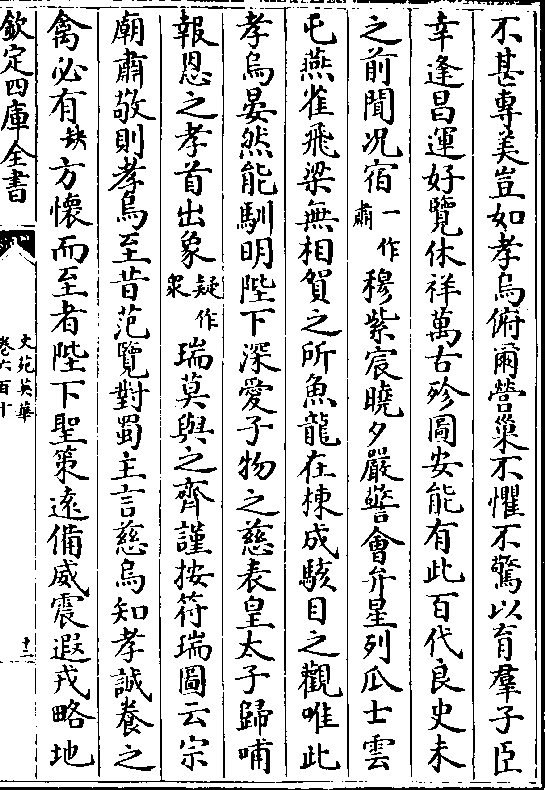 不甚專美豈如孝烏俯爾營巢不懼不驚以育羣子臣
幸逢昌運好覽休祥萬古殄圖安能有此百代良史未
之前聞况宿一作肅穆紫宸曉夕嚴警會弁星列爪士雲
屯燕雀飛梁無相賀之所魚龍在揀成駭目之觀唯此
孝烏晏然能馴明陛下深愛子物之慈表皇太子歸哺
報恩之孝首出象疑作衆瑞莫與之齊謹按符瑞圖云宗
廟肅敬則孝烏至昔范覽對蜀主言慈烏知孝誠養之
禽必有缺方懷而至者陛下聖策遠備威震遐戎略地
欽定四庫全書
文苑英華
卷六百十
十二